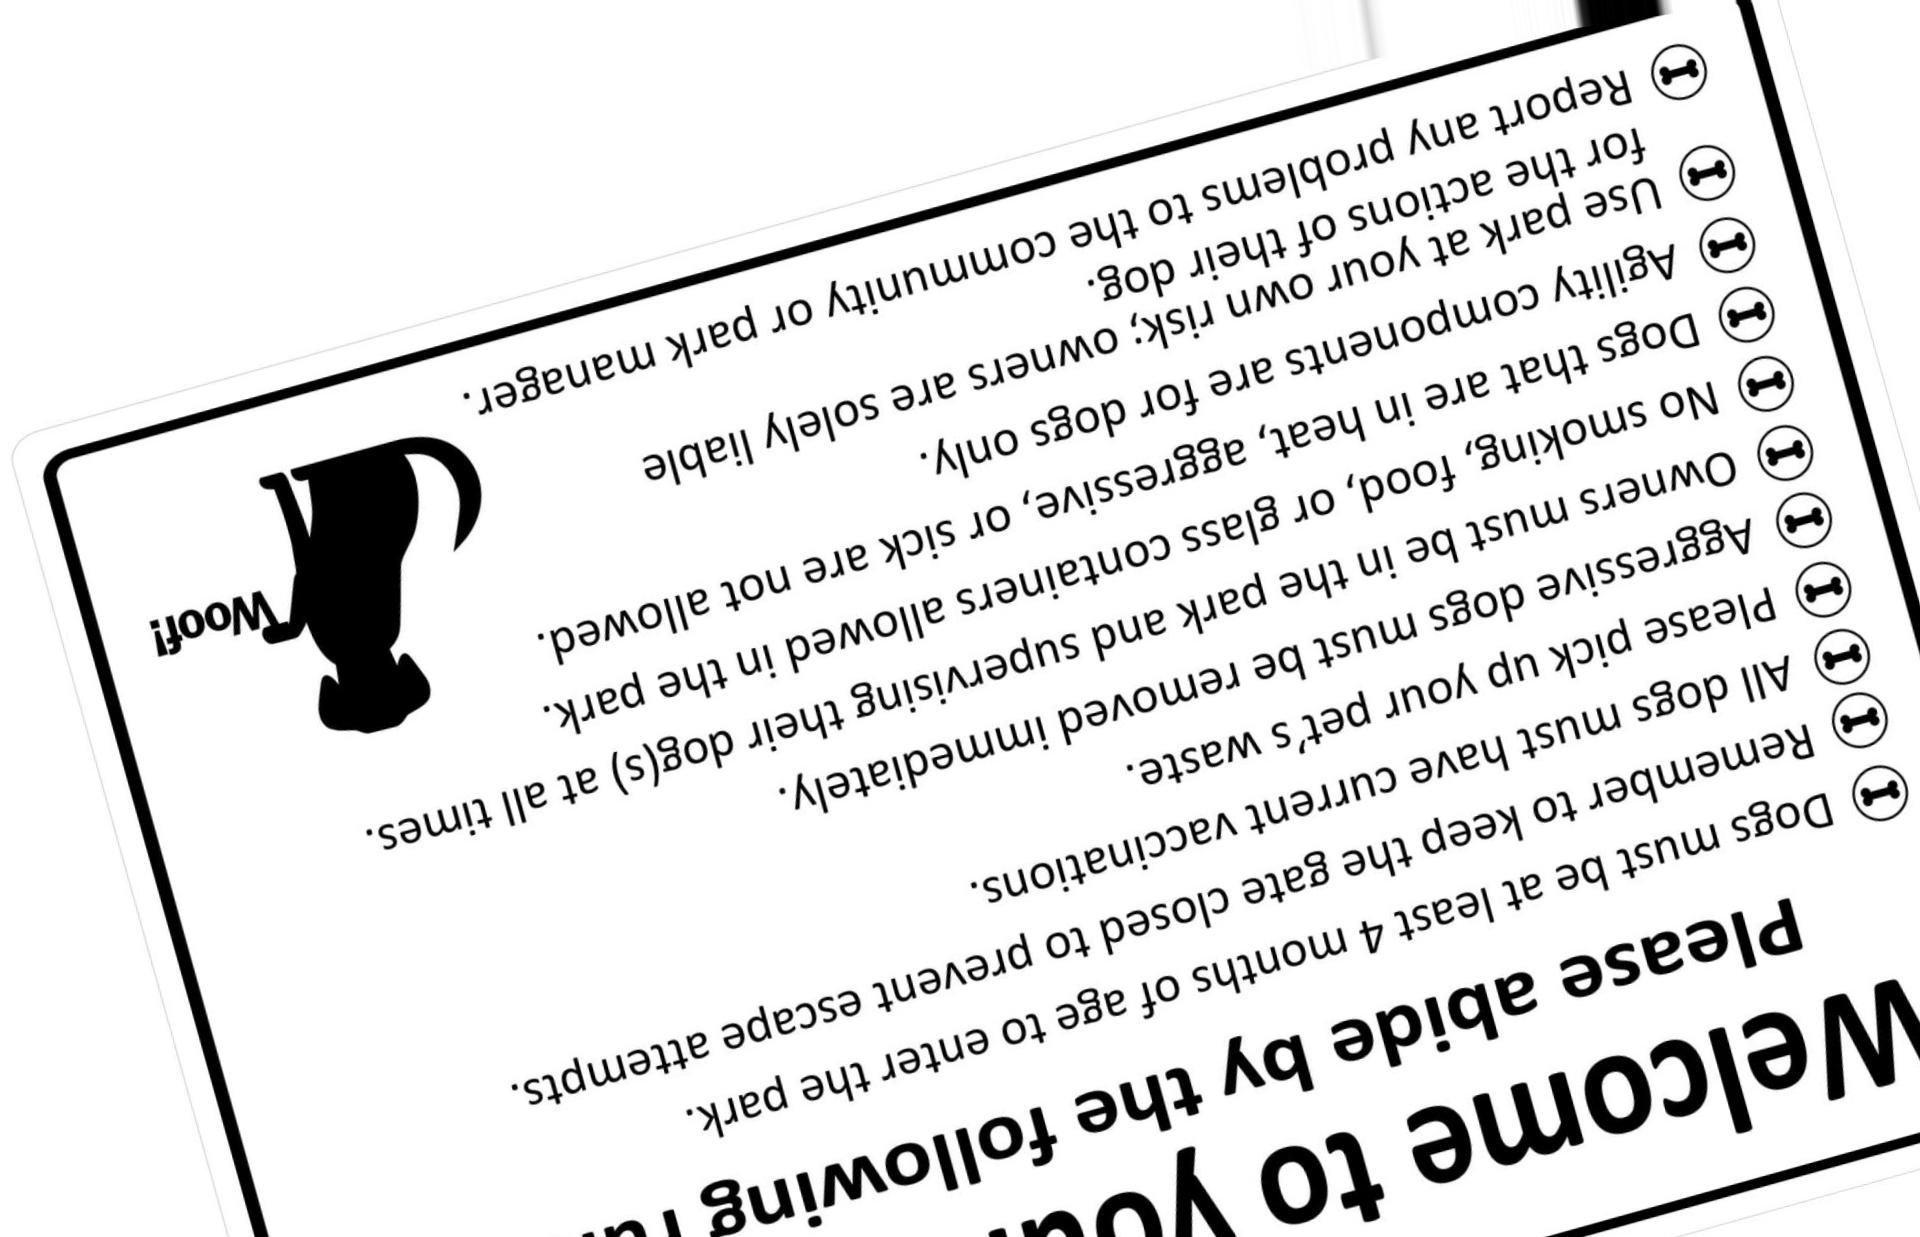 Welcome to your
Please abide by the following
Dogs must be at least 4 months of age to enter the park.
Remember to keep the gate closed to prevent escape attempts.
All dogs must have current vaccinations.
Please pick up your pet's waste.
Aggressive dogs must be removed immediately.
Owners must be in the park and supervising their dog(s) at all times.
No smoking, food, or glass containers allowed in the park.
Dogs that are in heat, aggressive, or sick are not allowed.
Agility components are for dogs only.
Use park at your own risk; owners are solely liable
for the actions of their dog.
Report any problems to the community or park manager.
Woof!